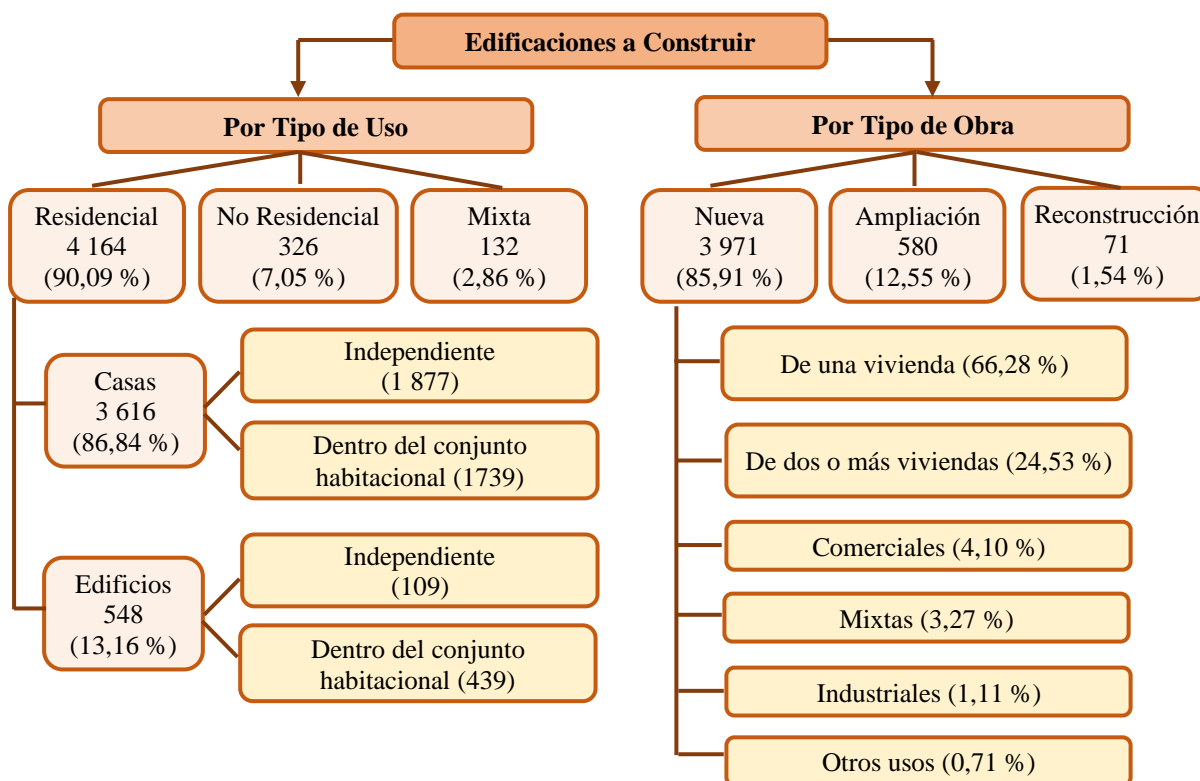 Edificaciones a Construir
Por Tipo de Uso
Por Tipo de Obra
Residencial
4 164
(90,09 %)
No Residencial
326
(7,05 %)
Mixta
132
(2,86 %)
Nueva
3 971
(85,91 %)
Ampliación
580
(12,55 %)
Reconstrucción
71
(1,54 %)
Casas
3 616
(86,84 %)
Independiente
(1 877)
Dentro del conjunto
habitacional (1739)
Edificios
548
(13,16 %)
Independiente
(109)
Dentro del conjunto
habitacional (439)
De una vivienda (66,28 %)
De dos o más viviendas (24,53 %)
Comerciales (4,10 %)
Mixtas (3,27 %)
Industriales (1,11 %)
Otros usos (0,71 %)